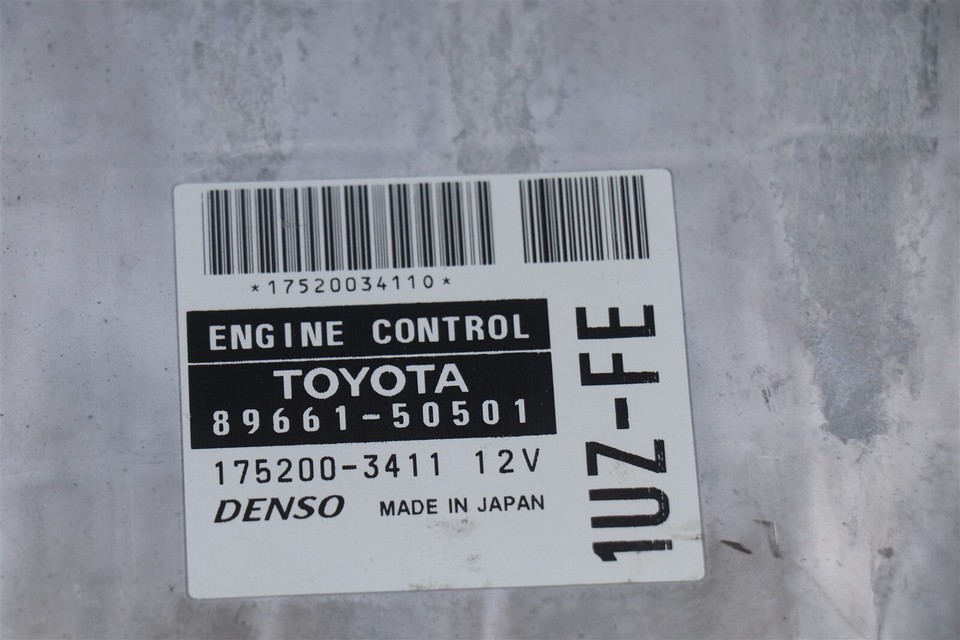 *17520034110*
ENGINE CONTROL
TOYOTA
89661-50501
175200-3411 12V
DENSO MADE IN JAPAN
1UZ-FE